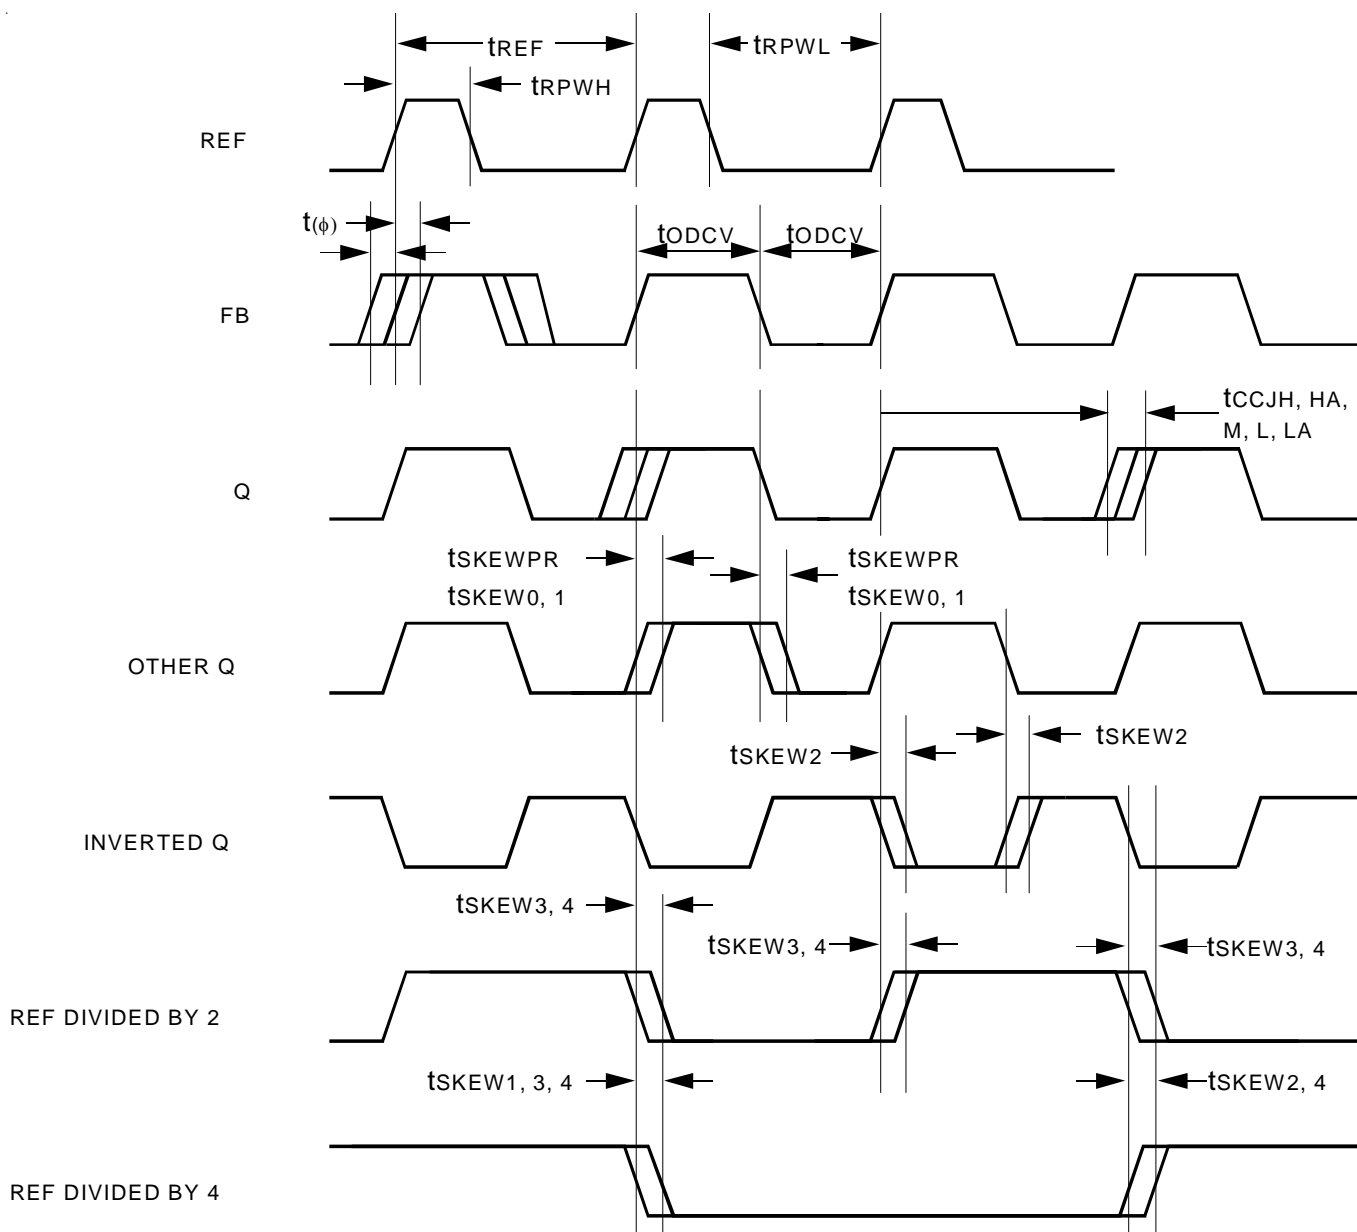 tREF
tRPWL
tRPWH
REF
t(ϕ)
tODCV
tODCV
FB
tCCJH, HA,
M, L, LA
Q
tSKEWPR
tSKEW0, 1
tSKEWPR
tSKEW0, 1
OTHER Q
tSKEW2
tSKEW2
INVERTED Q
tSKEW3, 4
tSKEW3, 4
tSKEW3, 4
REF DIVIDED BY 2
tSKEW1, 3, 4
tSKEW2, 4
REF DIVIDED BY 4